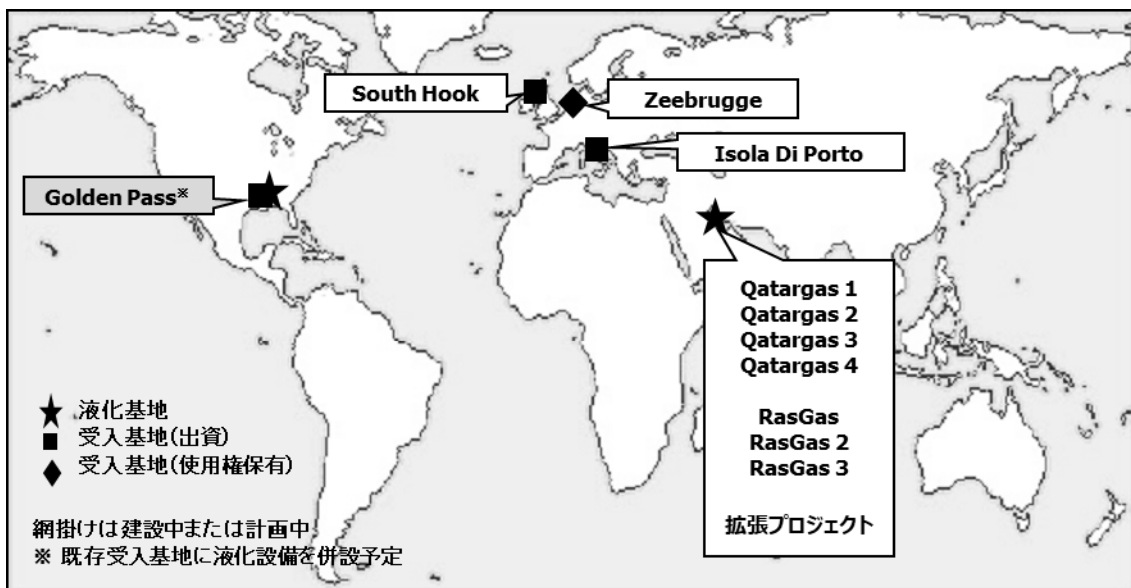 South Hook
Zeebrugge
Isola Di Porto
Golden Pass※
Qatargas 1
Qatargas 2
Qatargas 3
Qatargas 4
RasGas
RasGas 2
RasGas 3
拡張プロジェクト
★ 液化基地
■ 受入基地(出資)
◆ 受入基地(使用権保有)
網掛けは建設中または計画中
※ 既存受入基地に液化設備を併設予定